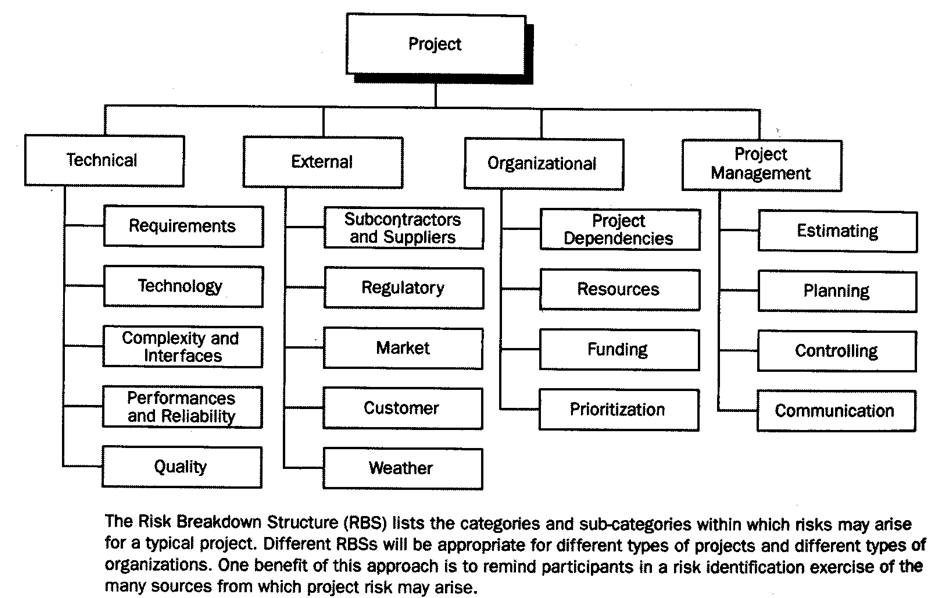 Project
Technical
External
Organizational
Project
Management
Requirements
Technology
Complexity and
Interfaces
Performances
and Reliability
Quality
Subcontractors
and Suppliers
Regulatory
Market
Customer
Weather
Project
Dependencies
Resources
Funding
Prioritization
Estimating
Planning
Controlling
Communication
The Risk Breakdown Structure (RBS) lists the categories and sub-categories within which risks may arise
for a typical project. Different RBSs will be appropriate for different types of projects and different types of
organizations. One benefit of this approach is to remind participants in a risk identification exercise of the
many sources from which project risk may arise.